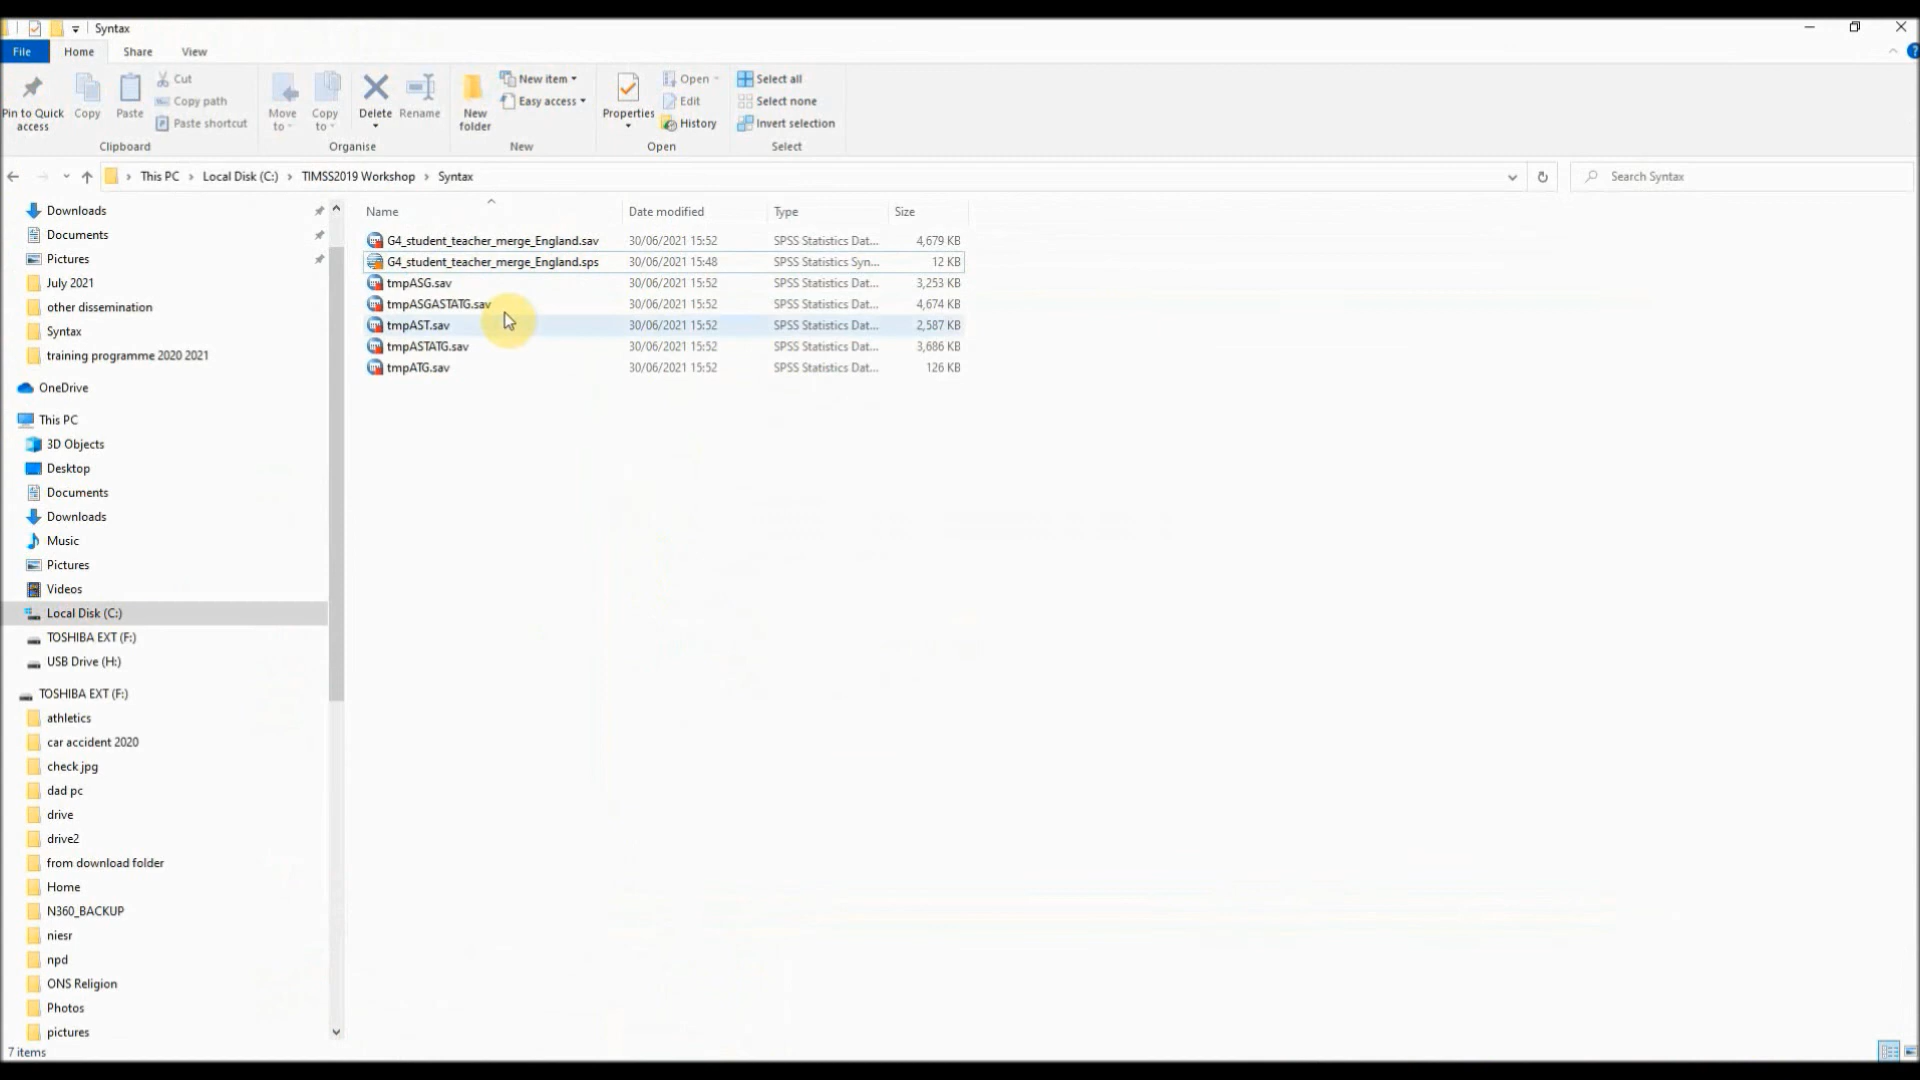 Syntax
File Home Share View
Pin to Quick access
Copy
Paste
Cut
Copy path
Paste shortcut
Clipboard
Move to
Copy to
Delete
Rename
Organise
New folder
New item
Easy access
New
Properties
Open
Edit
History
Open
Select all
Select none
Invert selection
Select
This PC › Local Disk (C:) › TIMSS2019 Workshop › Syntax
Search Syntax
Downloads
Documents
Pictures
July 2021
other dissemination
Syntax
training programme 2020 2021
OneDrive
This PC
3D Objects
Desktop
Documents
Downloads
Music
Pictures
Videos
Local Disk (C:)
TOSHIBA EXT (F:)
USB Drive (H:)
TOSHIBA EXT (F:)
athletics
car accident 2020
check jpg
dad pc
drive
drive2
from download folder
Home
N360_BACKUP
niesr
npd
ONS Religion
Photos
pictures
Name Date modified Type Size
G4_student_teacher_merge_England.sav 30/06/2021 15:52 SPSS Statistics Dat... 4,679 KB
G4_student_teacher_merge_England.sps 30/06/2021 15:48 SPSS Statistics Syn... 12 KB
tmpASG.sav 30/06/2021 15:52 SPSS Statistics Dat... 3,253 KB
tmpASGASTATG.sav 30/06/2021 15:52 SPSS Statistics Dat... 4,674 KB
tmpAST.sav 30/06/2021 15:52 SPSS Statistics Dat... 2,587 KB
tmpASTATG.sav 30/06/2021 15:52 SPSS Statistics Dat... 3,686 KB
tmpATG.sav 30/06/2021 15:52 SPSS Statistics Dat... 126 KB
7 items